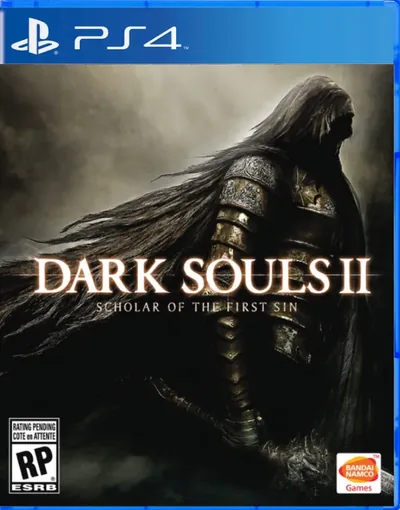 PS4
DARK SOULS II
SCHOLAR OF THE FIRST SIN
RATING PENDING
COTE en ATTENTE
RP
ESRB
BANDAI
NAMCO
Games